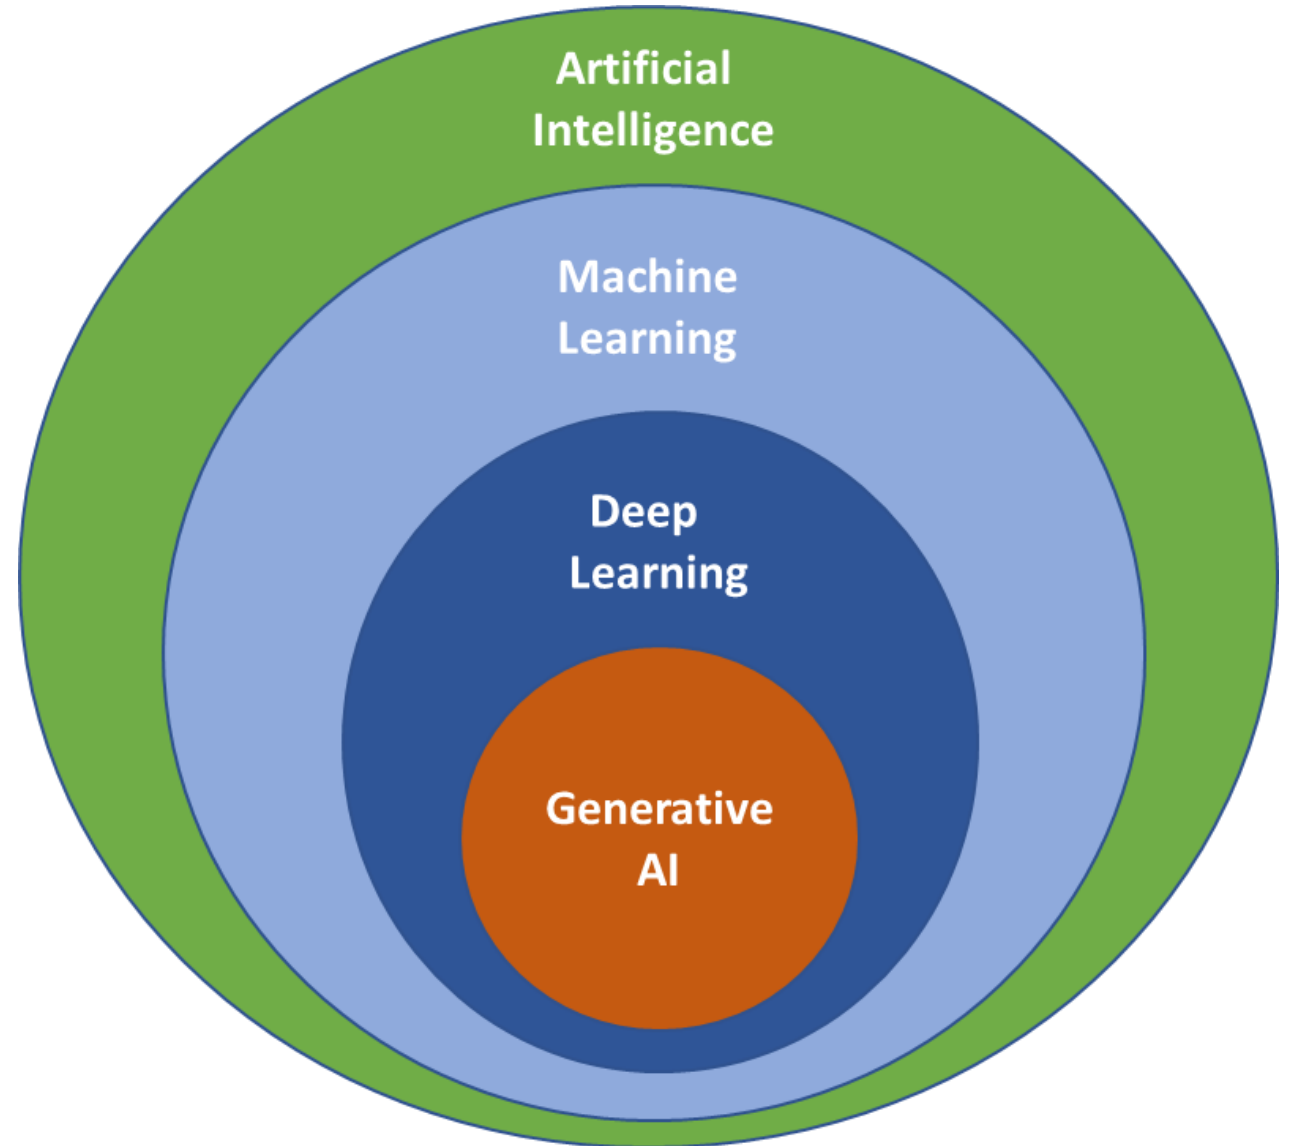 Artificial
Intelligence
Machine
Learning
Deep
Learning
Generative
AI